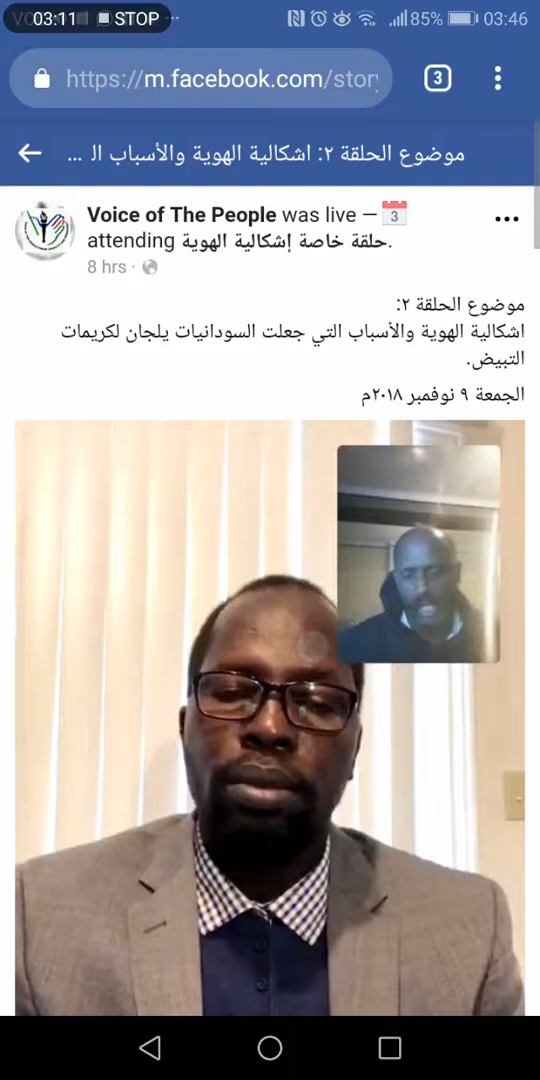 03:11 STOP ... 85% 03:46
https://m.facebook.com/stor
3
موضوع الحلقة ٢: اشكالية الهوية والأسباب ال ...
Voice of The People was live — 3
attending حلقة خاصة إشكالية الهوية.
8 hrs ·
موضوع الحلقة ٢:
اشكالية الهوية والأسباب التي جعلت السودانيات يلجان لكريمات
التبيض.
الجمعة ٩ نوفمبر ٢٠١٨م